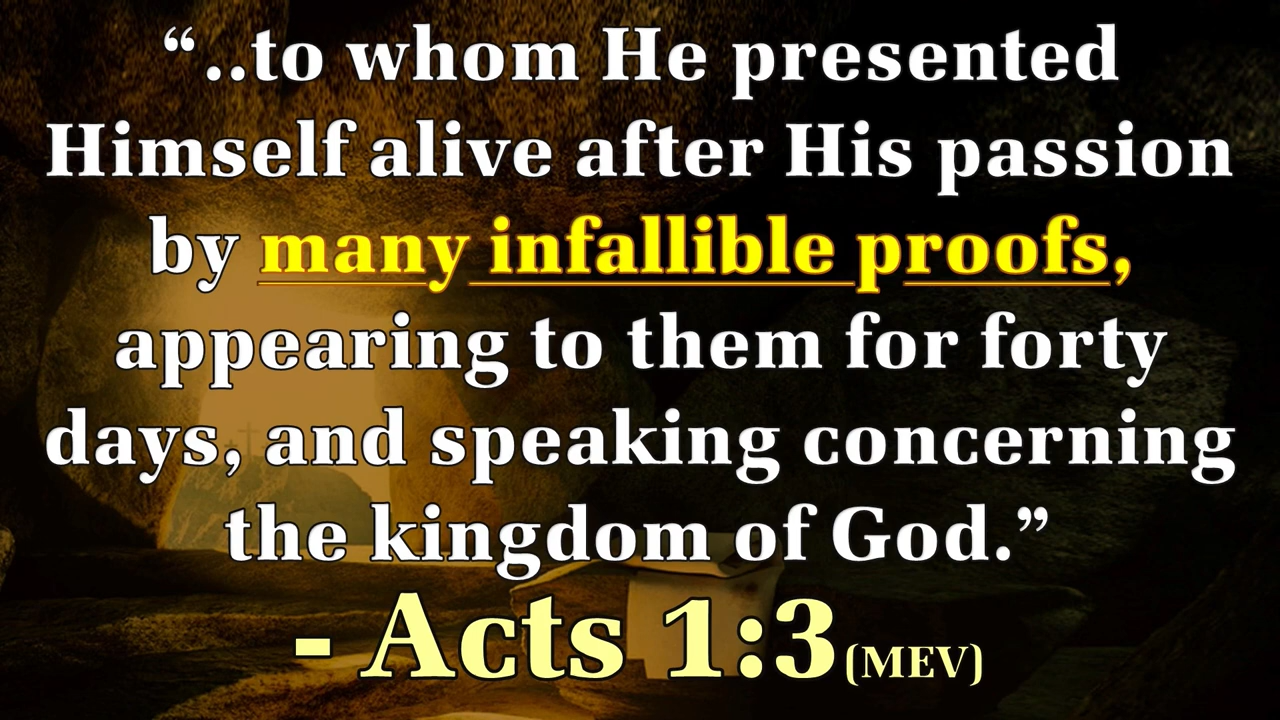 “..to whom He presented
Himself alive after His passion
by many infallible proofs,
appearing to them for forty
days, and speaking concerning
the kingdom of God.”
- Acts 1:3 (MEV)